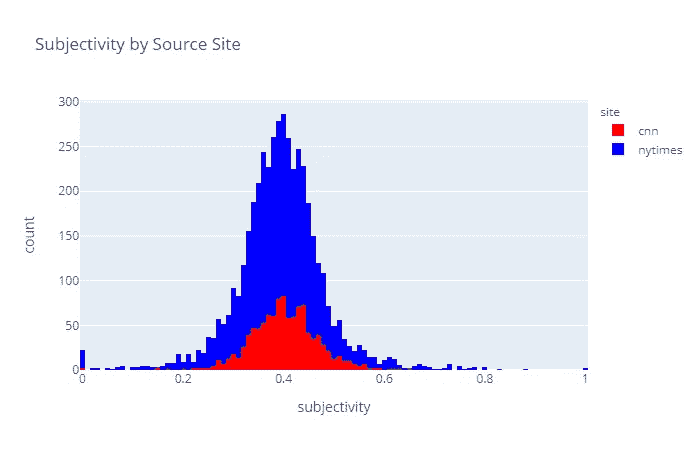 Subjectivity by Source Site
site
cnn
nytimes
300
250
200
150
100
50
0
count
0 0.2 0.4 0.6 0.8 1
subjectivity